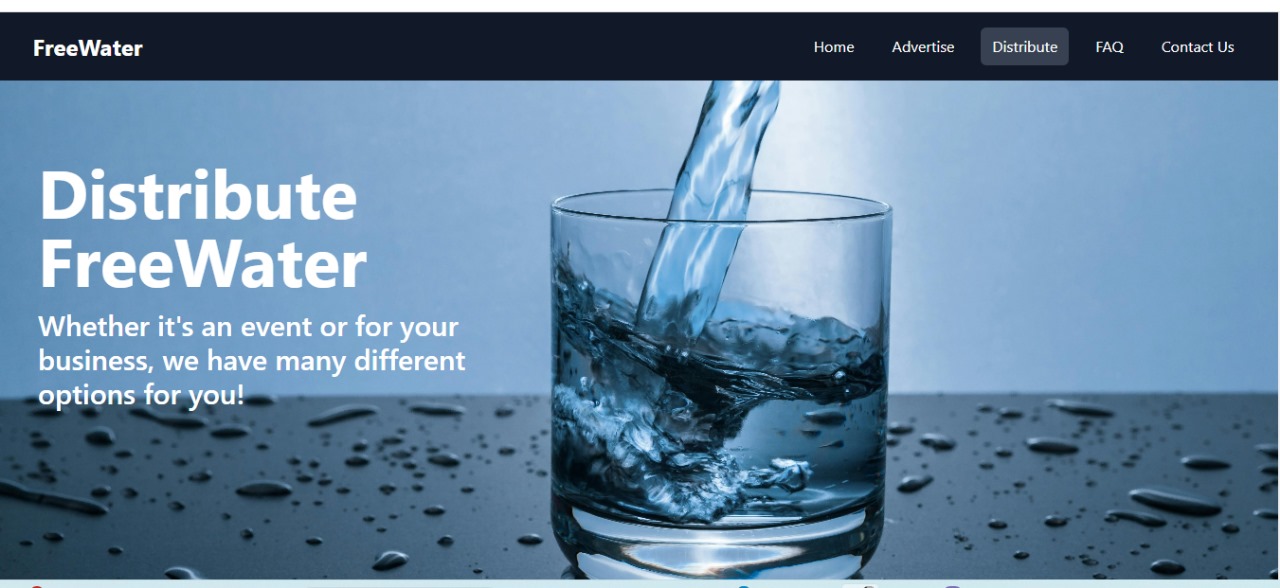 FreeWater
Home Advertise Distribute FAQ Contact Us
Distribute
FreeWater
Whether it's an event or for your
business, we have many different
options for you!